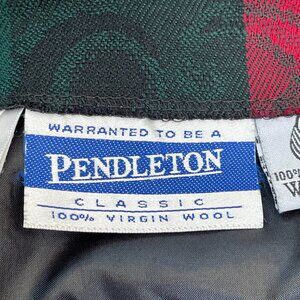 WARRANTED TO BE A
PENDLETON
CLASSIC
100% VIRGIN WOOL
100%